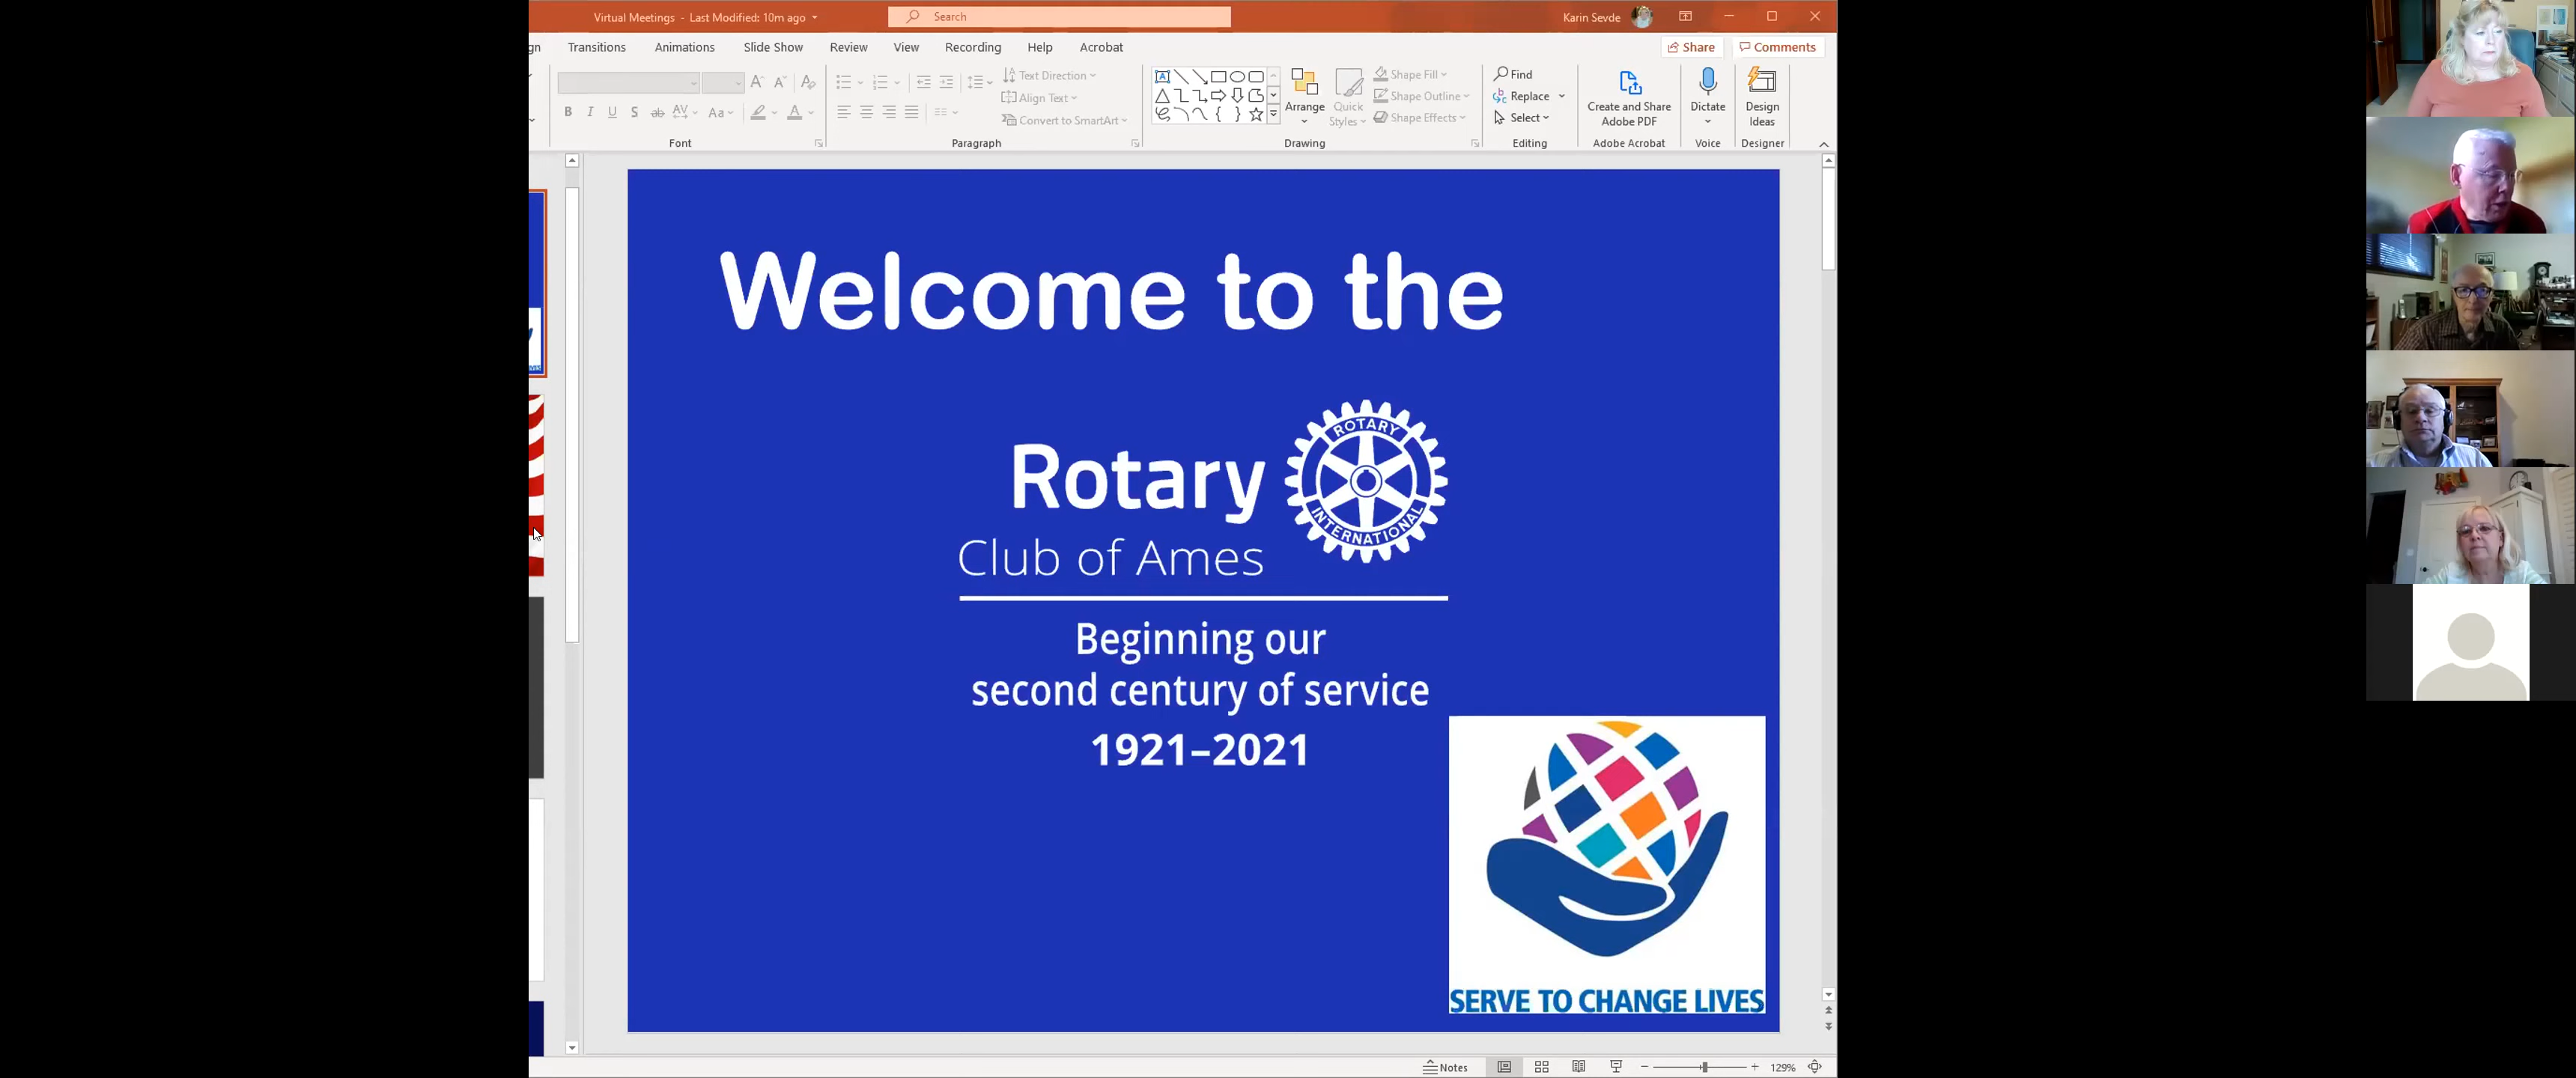 Virtual Meetings - Last Modified: 10m ago
Search
Karin Sevde
gn Transitions Animations Slide Show Review View Recording Help Acrobat
Share Comments
B I U S ab AV Aa A
Text Direction
Align Text
Convert to SmartArt
Arrange
Quick Styles
Shape Fill
Shape Outline
Shape Effects
Find
Replace
Select
Create and Share
Adobe PDF
Dictate
Design
Ideas
Font Paragraph Drawing Editing Adobe Acrobat Voice Designer
Welcome to the
Rotary
Club of Ames
ROTARY
INTERNATIONAL
Beginning our
second century of service
1921–2021
SERVE TO CHANGE LIVES
Notes
129%